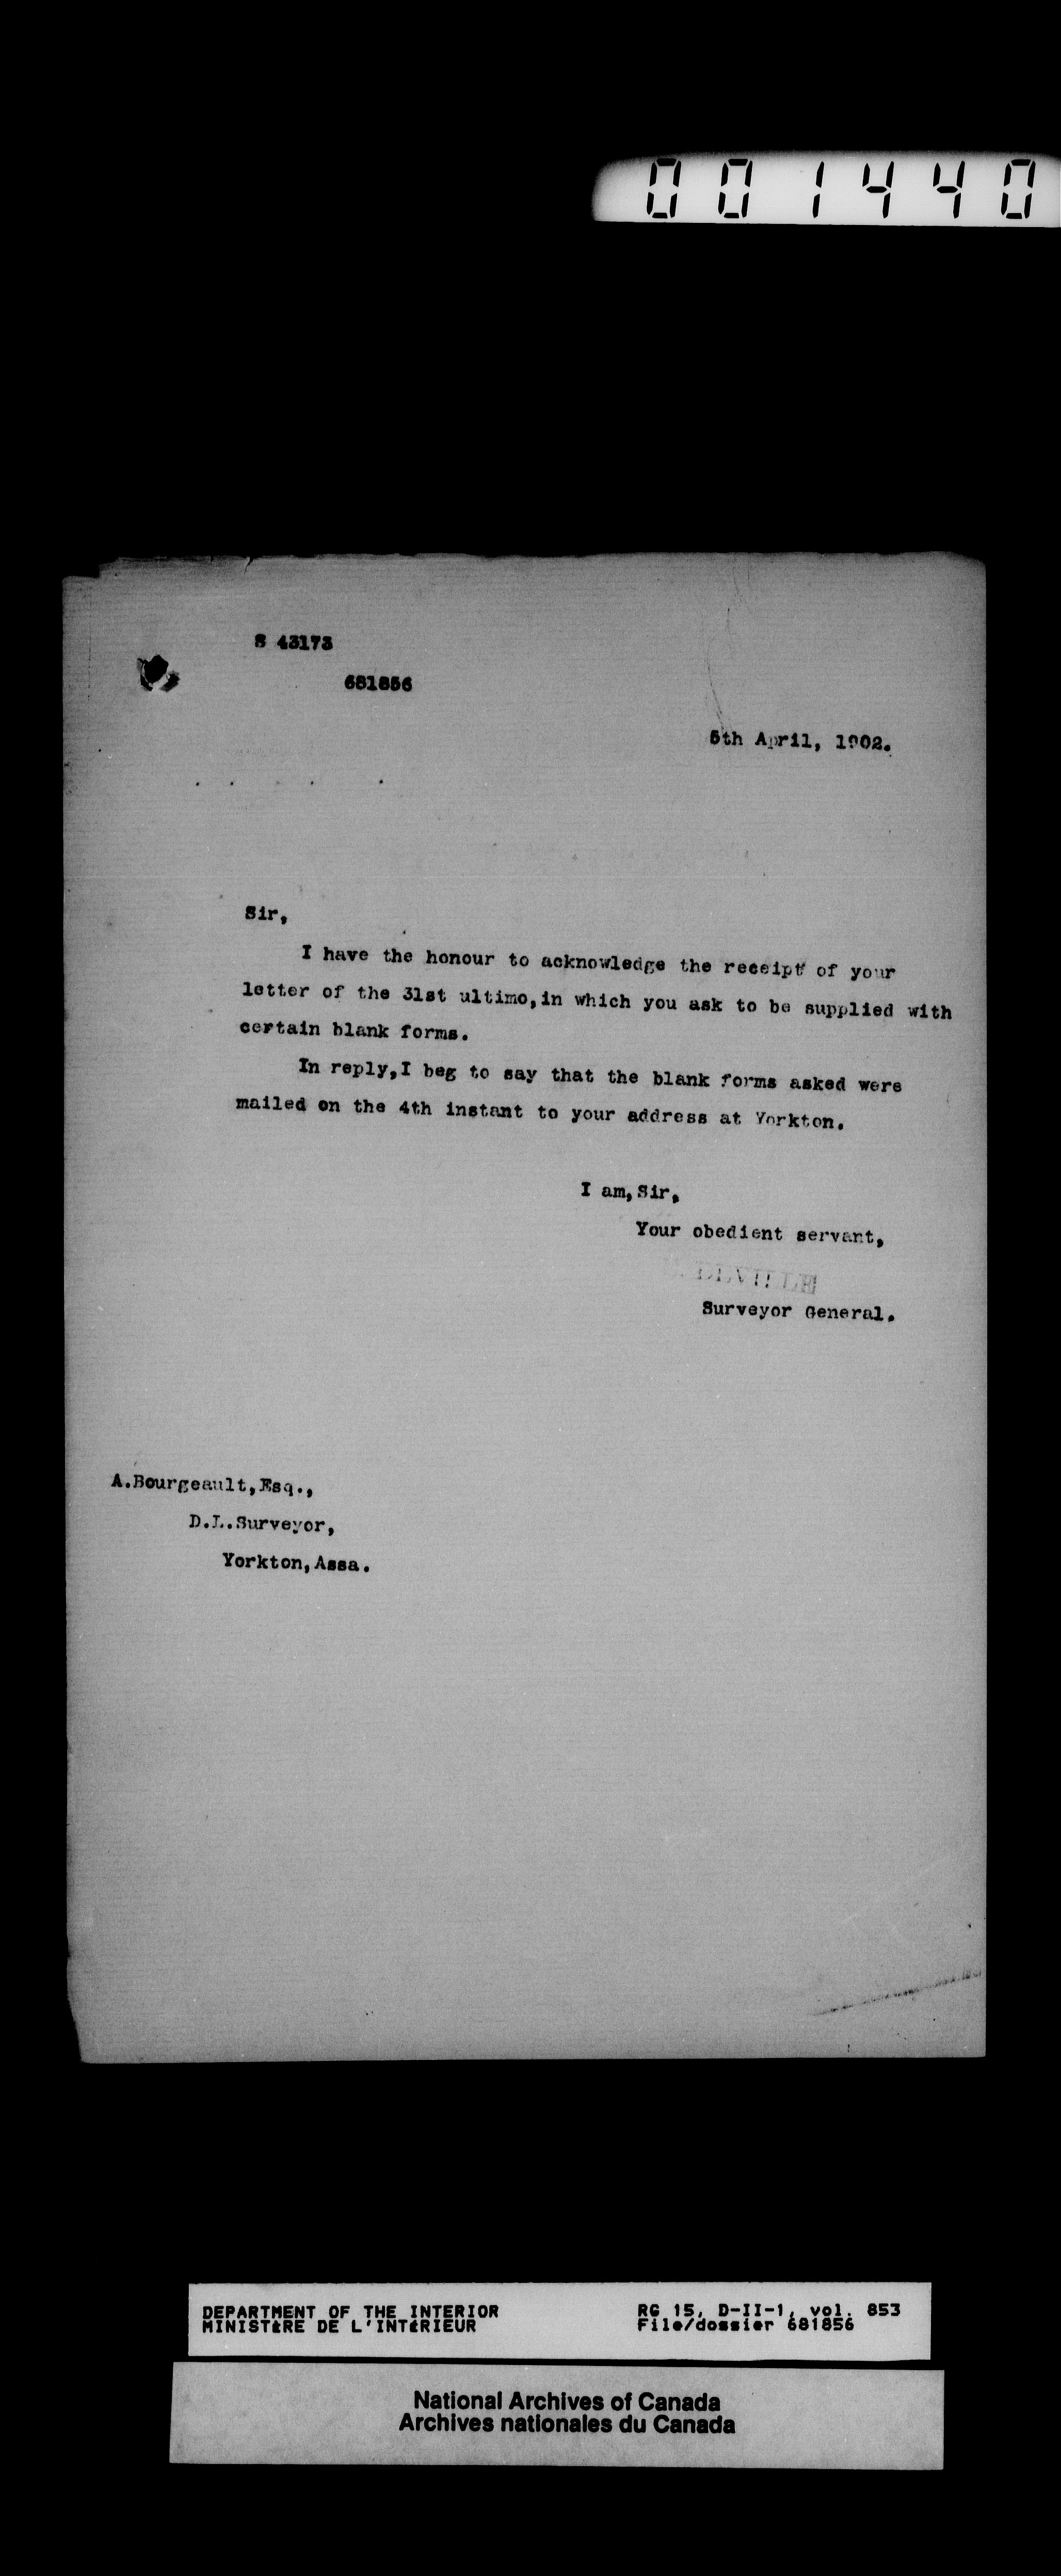 001440
S 43173
681856
5th April, 1902.
Sir,
I have the honour to acknowledge the receipt of your
letter of the 31st ultimo,in which you ask to be supplied with
certain blank forms.
In reply,I beg to say that the blank forms asked were
mailed on the 4th instant to your address at Yorkton.
I am,Sir,
Your obedient servant,
Surveyor General.
A.Bourgeault,Esq.,
D.L.Surveyor,
Yorkton,Assa.
DEPARTMENT OF THE INTERIOR
MINISTÈRE DE L'INTÉRIEUR
RG 15, D-II-1, vol. 853
File/dossier 681856
National Archives of Canada
Archives nationales du Canada